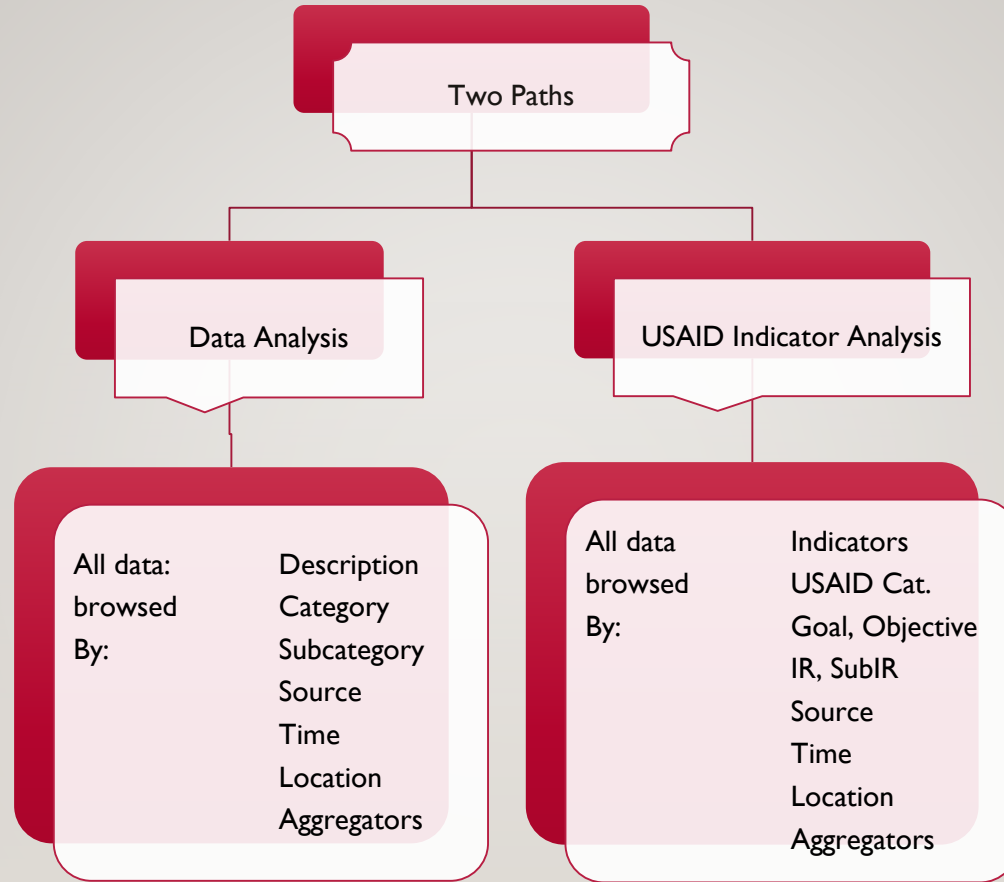 Two Paths
Data Analysis
USAID Indicator Analysis
All data: Description
browsed Category
By: Subcategory
Source
Time
Location
Aggregators
All data Indicators
browsed USAID Cat.
By: Goal, Objective
IR, SubIR
Source
Time
Location
Aggregators